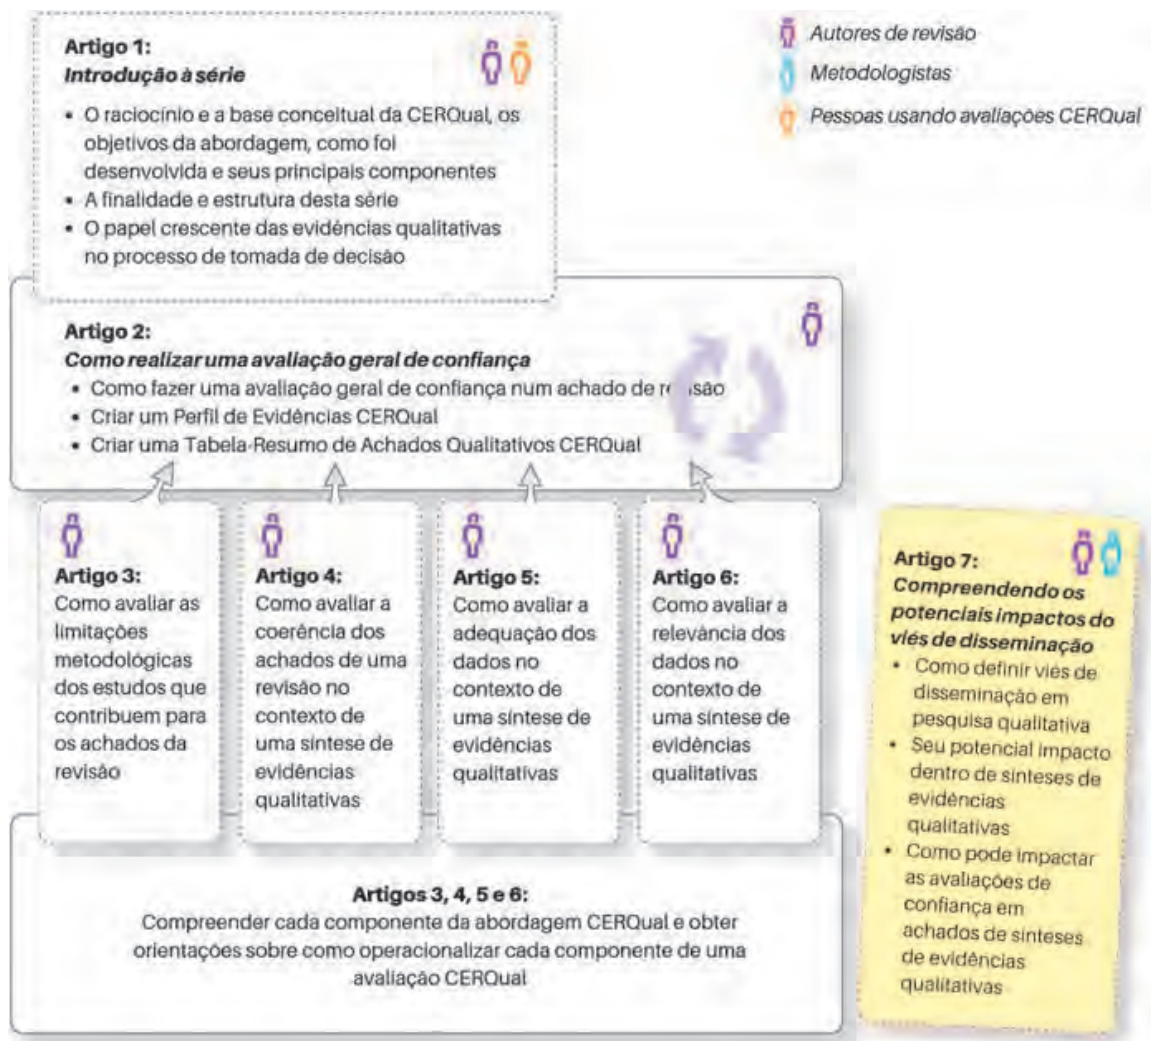 Artigo 1:
Introdução à série
• O raciocínio e a base conceitual da CERQual, os
objetivos da abordagem, como foi
desenvolvida e seus principais componentes
• A finalidade e estrutura desta série
• O papel crescente das evidências qualitativas
no processo de tomada de decisão
Autores de revisão
Metodologistas
Pessoas usando avaliações CERQual
Artigo 2:
Como realizar uma avaliação geral de confiança
• Como fazer uma avaliação geral de confiança num achado de revisão
• Criar um Perfil de Evidências CERQual
• Criar uma Tabela-Resumo de Achados Qualitativos CERQual
Artigo 3:
Como avaliar as
limitações
metodológicas
dos estudos que
contribuem para
os achados da
revisão
Artigo 4:
Como avaliar a
coerência dos
achados de uma
revisão no
contexto de
uma síntese de
evidências
qualitativas
Artigo 5:
Como avaliar a
adequação dos
dados no
contexto de
uma síntese de
evidências
qualitativas
Artigo 6:
Como avaliar a
relevância dos
dados no
contexto de
uma síntese de
evidências
qualitativas
Artigo 7:
Compreendendo os
potenciais impactos do
viés de disseminação
• Como definir viés de
disseminação em
pesquisa qualitativa
• Seu potencial impacto
dentro de sínteses de
evidências
qualitativas
• Como pode impactar
as avaliações de
confiança em
achados de sínteses
de evidências
qualitativas
Artigos 3, 4, 5 e 6:
Compreender cada componente da abordagem CERQual e obter
orientações sobre como operacionalizar cada componente de uma
avaliação CERQual